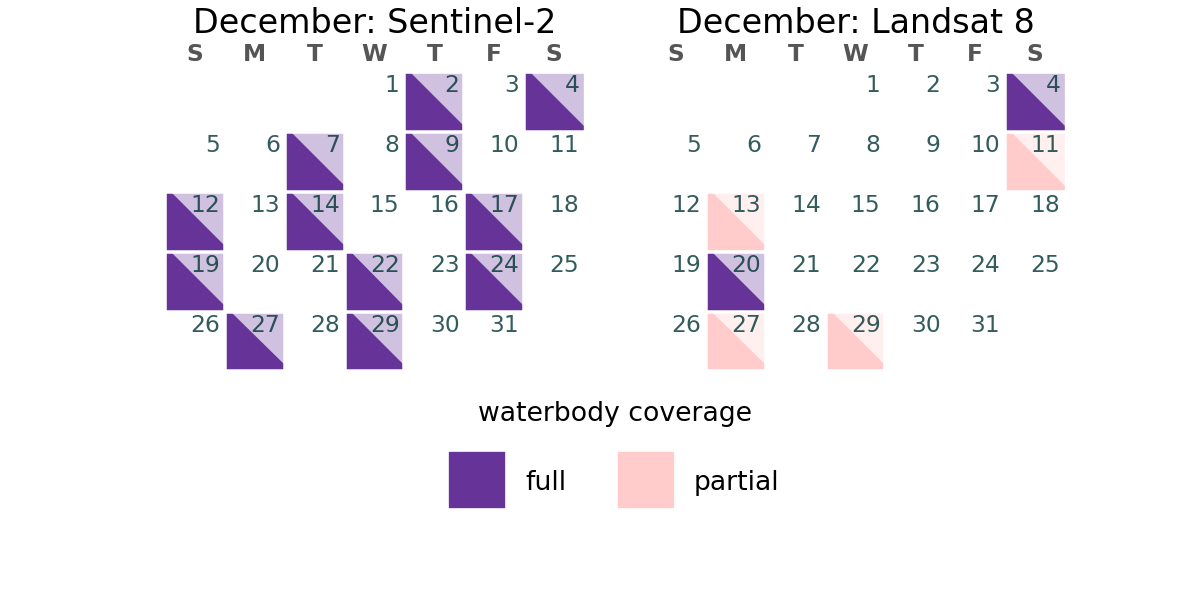 December: Sentinel-2
S M T W T F S
1 2 3 4
5 6 7 8 9 10 11
12 13 14 15 16 17 18
19 20 21 22 23 24 25
26 27 28 29 30 31
December: Landsat 8
S M T W T F S
1 2 3 4
5 6 7 8 9 10 11
12 13 14 15 16 17 18
19 20 21 22 23 24 25
26 27 28 29 30 31
waterbody coverage
full
partial